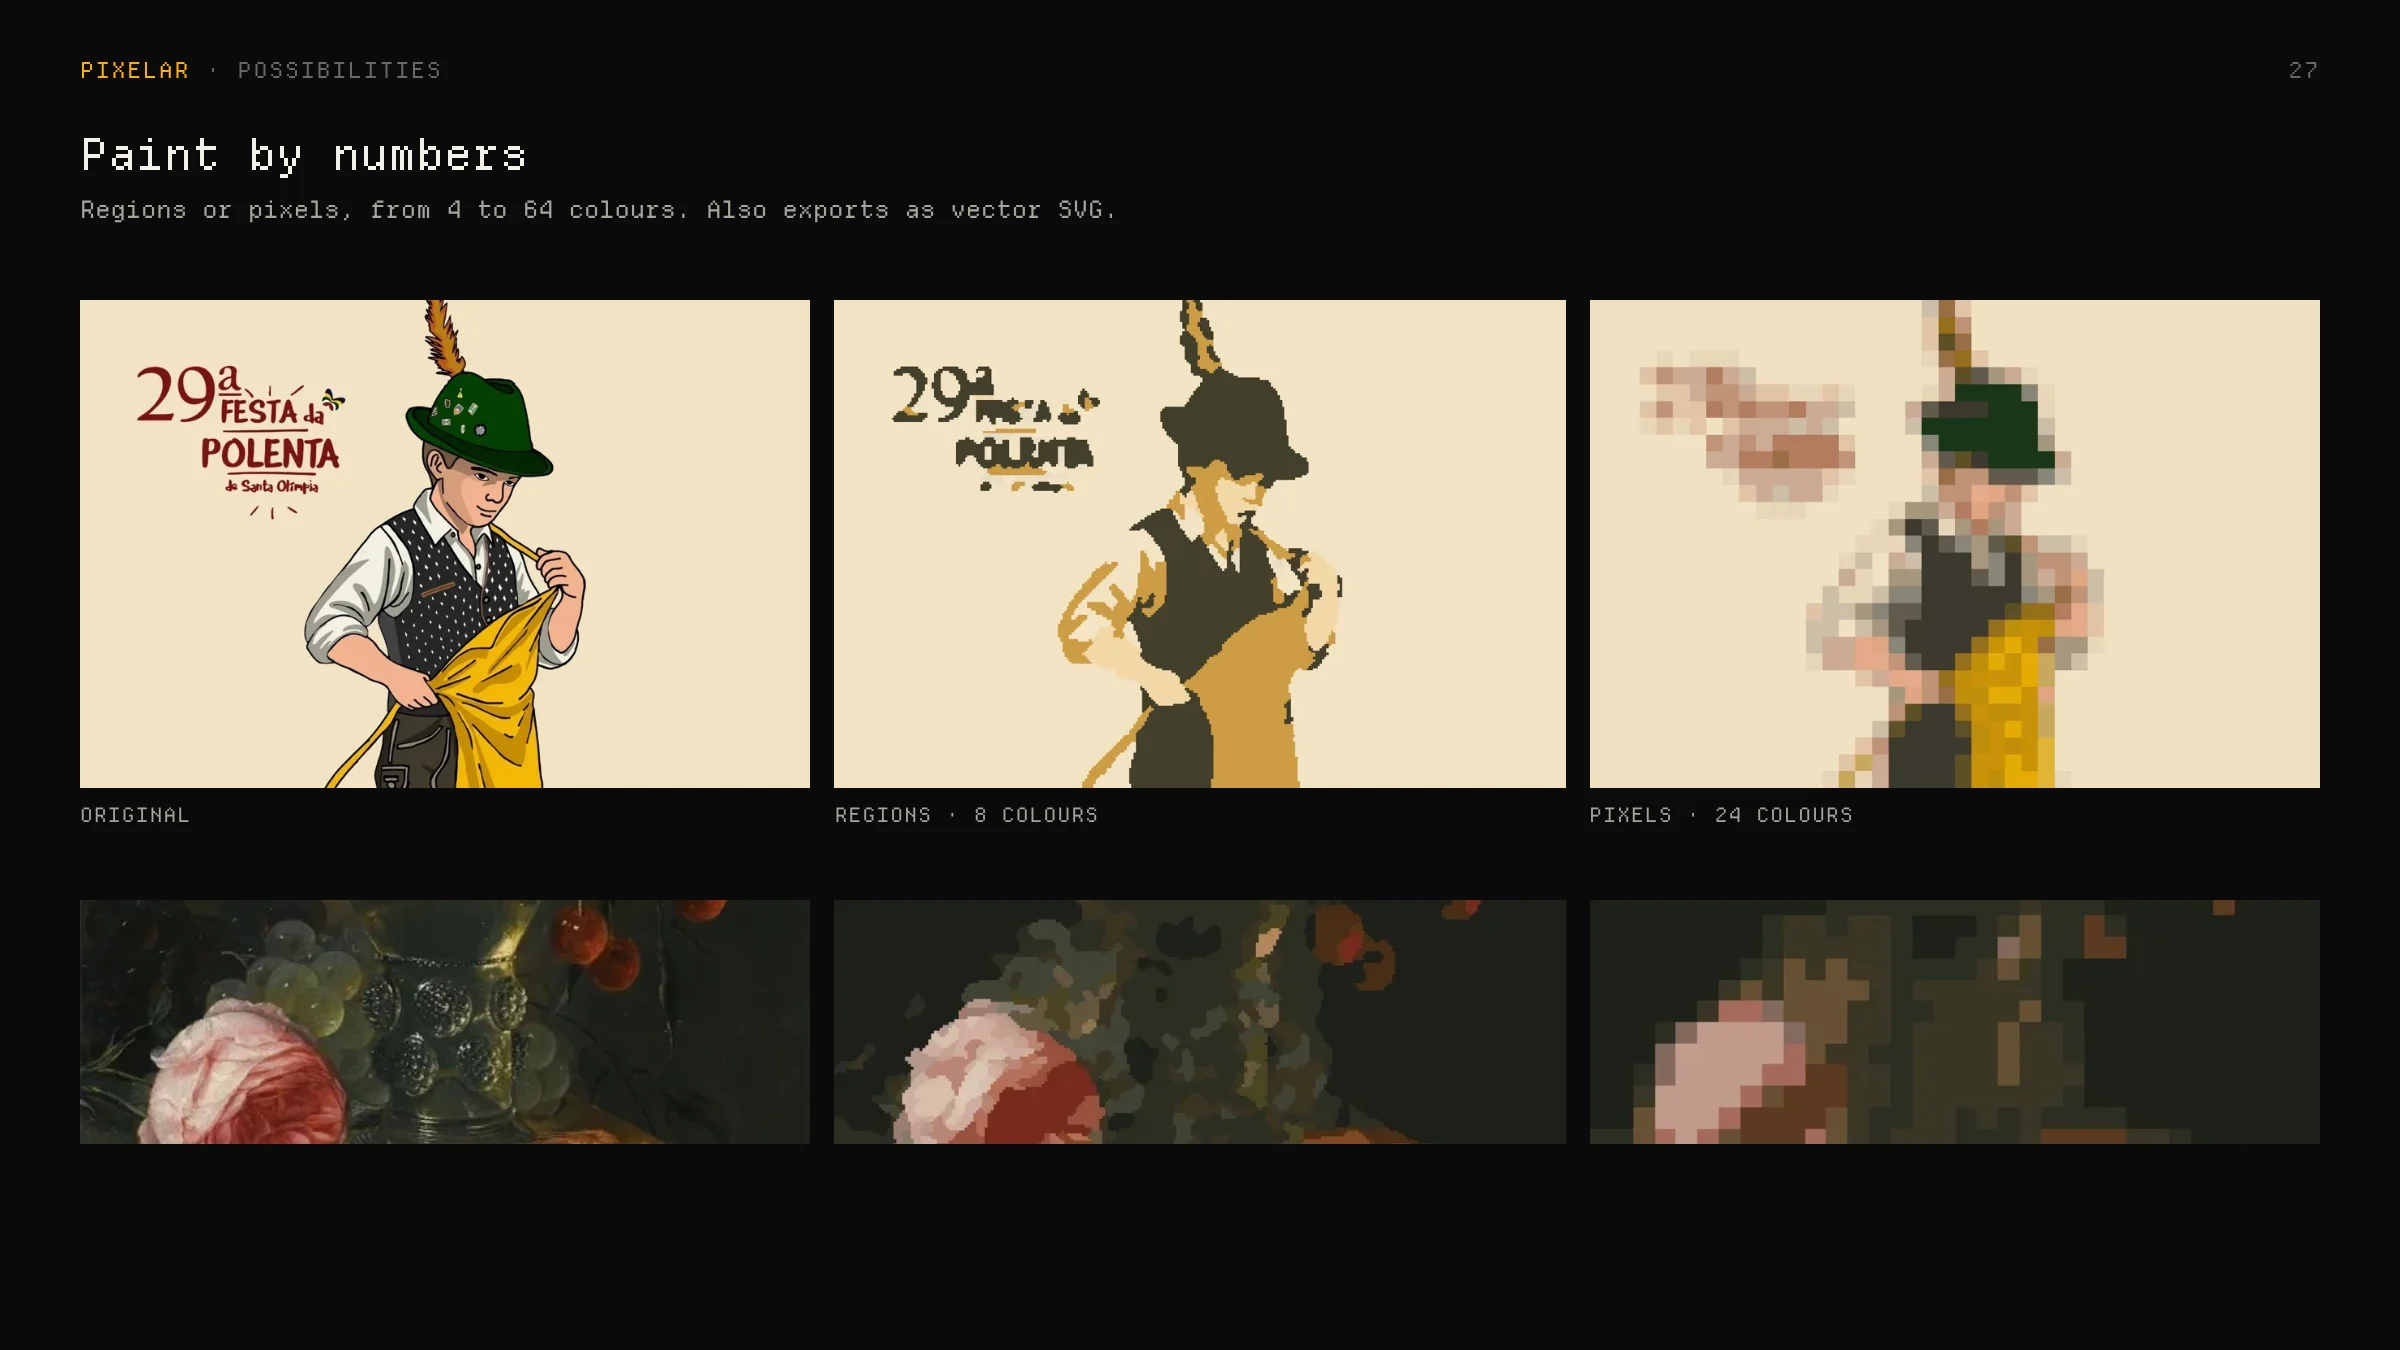 PIXELAR · POSSIBILITIES
27
Paint by numbers
Regions or pixels, from 4 to 64 colours. Also exports as vector SVG.
29ª
FESTA da
POLENTA
de Santa Olímpia
29ª
ORIGINAL
REGIONS · 8 COLOURS
PIXELS · 24 COLOURS